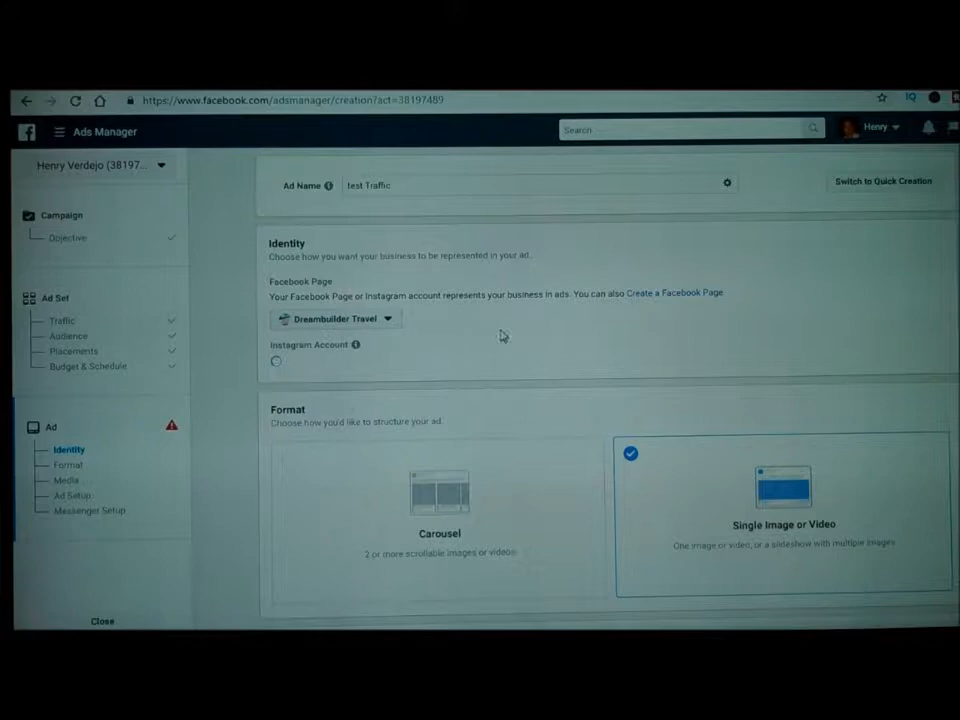 https://www.facebook.com/adsmanager/creation?act=38197489
Ads Manager
Search
Henry
Henry Verdejo (38197...
Ad Name
test Traffic
Switch to Quick Creation
Campaign
Objective
Identity
Choose how you want your business to be represented in your ad.
Facebook Page
Your Facebook Page or Instagram account represents your business in ads. You can also Create a Facebook Page.
Dreambuilder Travel
Instagram Account
Ad Set
Traffic
Audience
Placements
Budget & Schedule
Format
Choose how you'd like to structure your ad.
Ad
Identity
Format
Media
Ad Setup
Messenger Setup
Carousel
2 or more scrollable images or videos
Single Image or Video
One image or video, or a slideshow with multiple images
Close